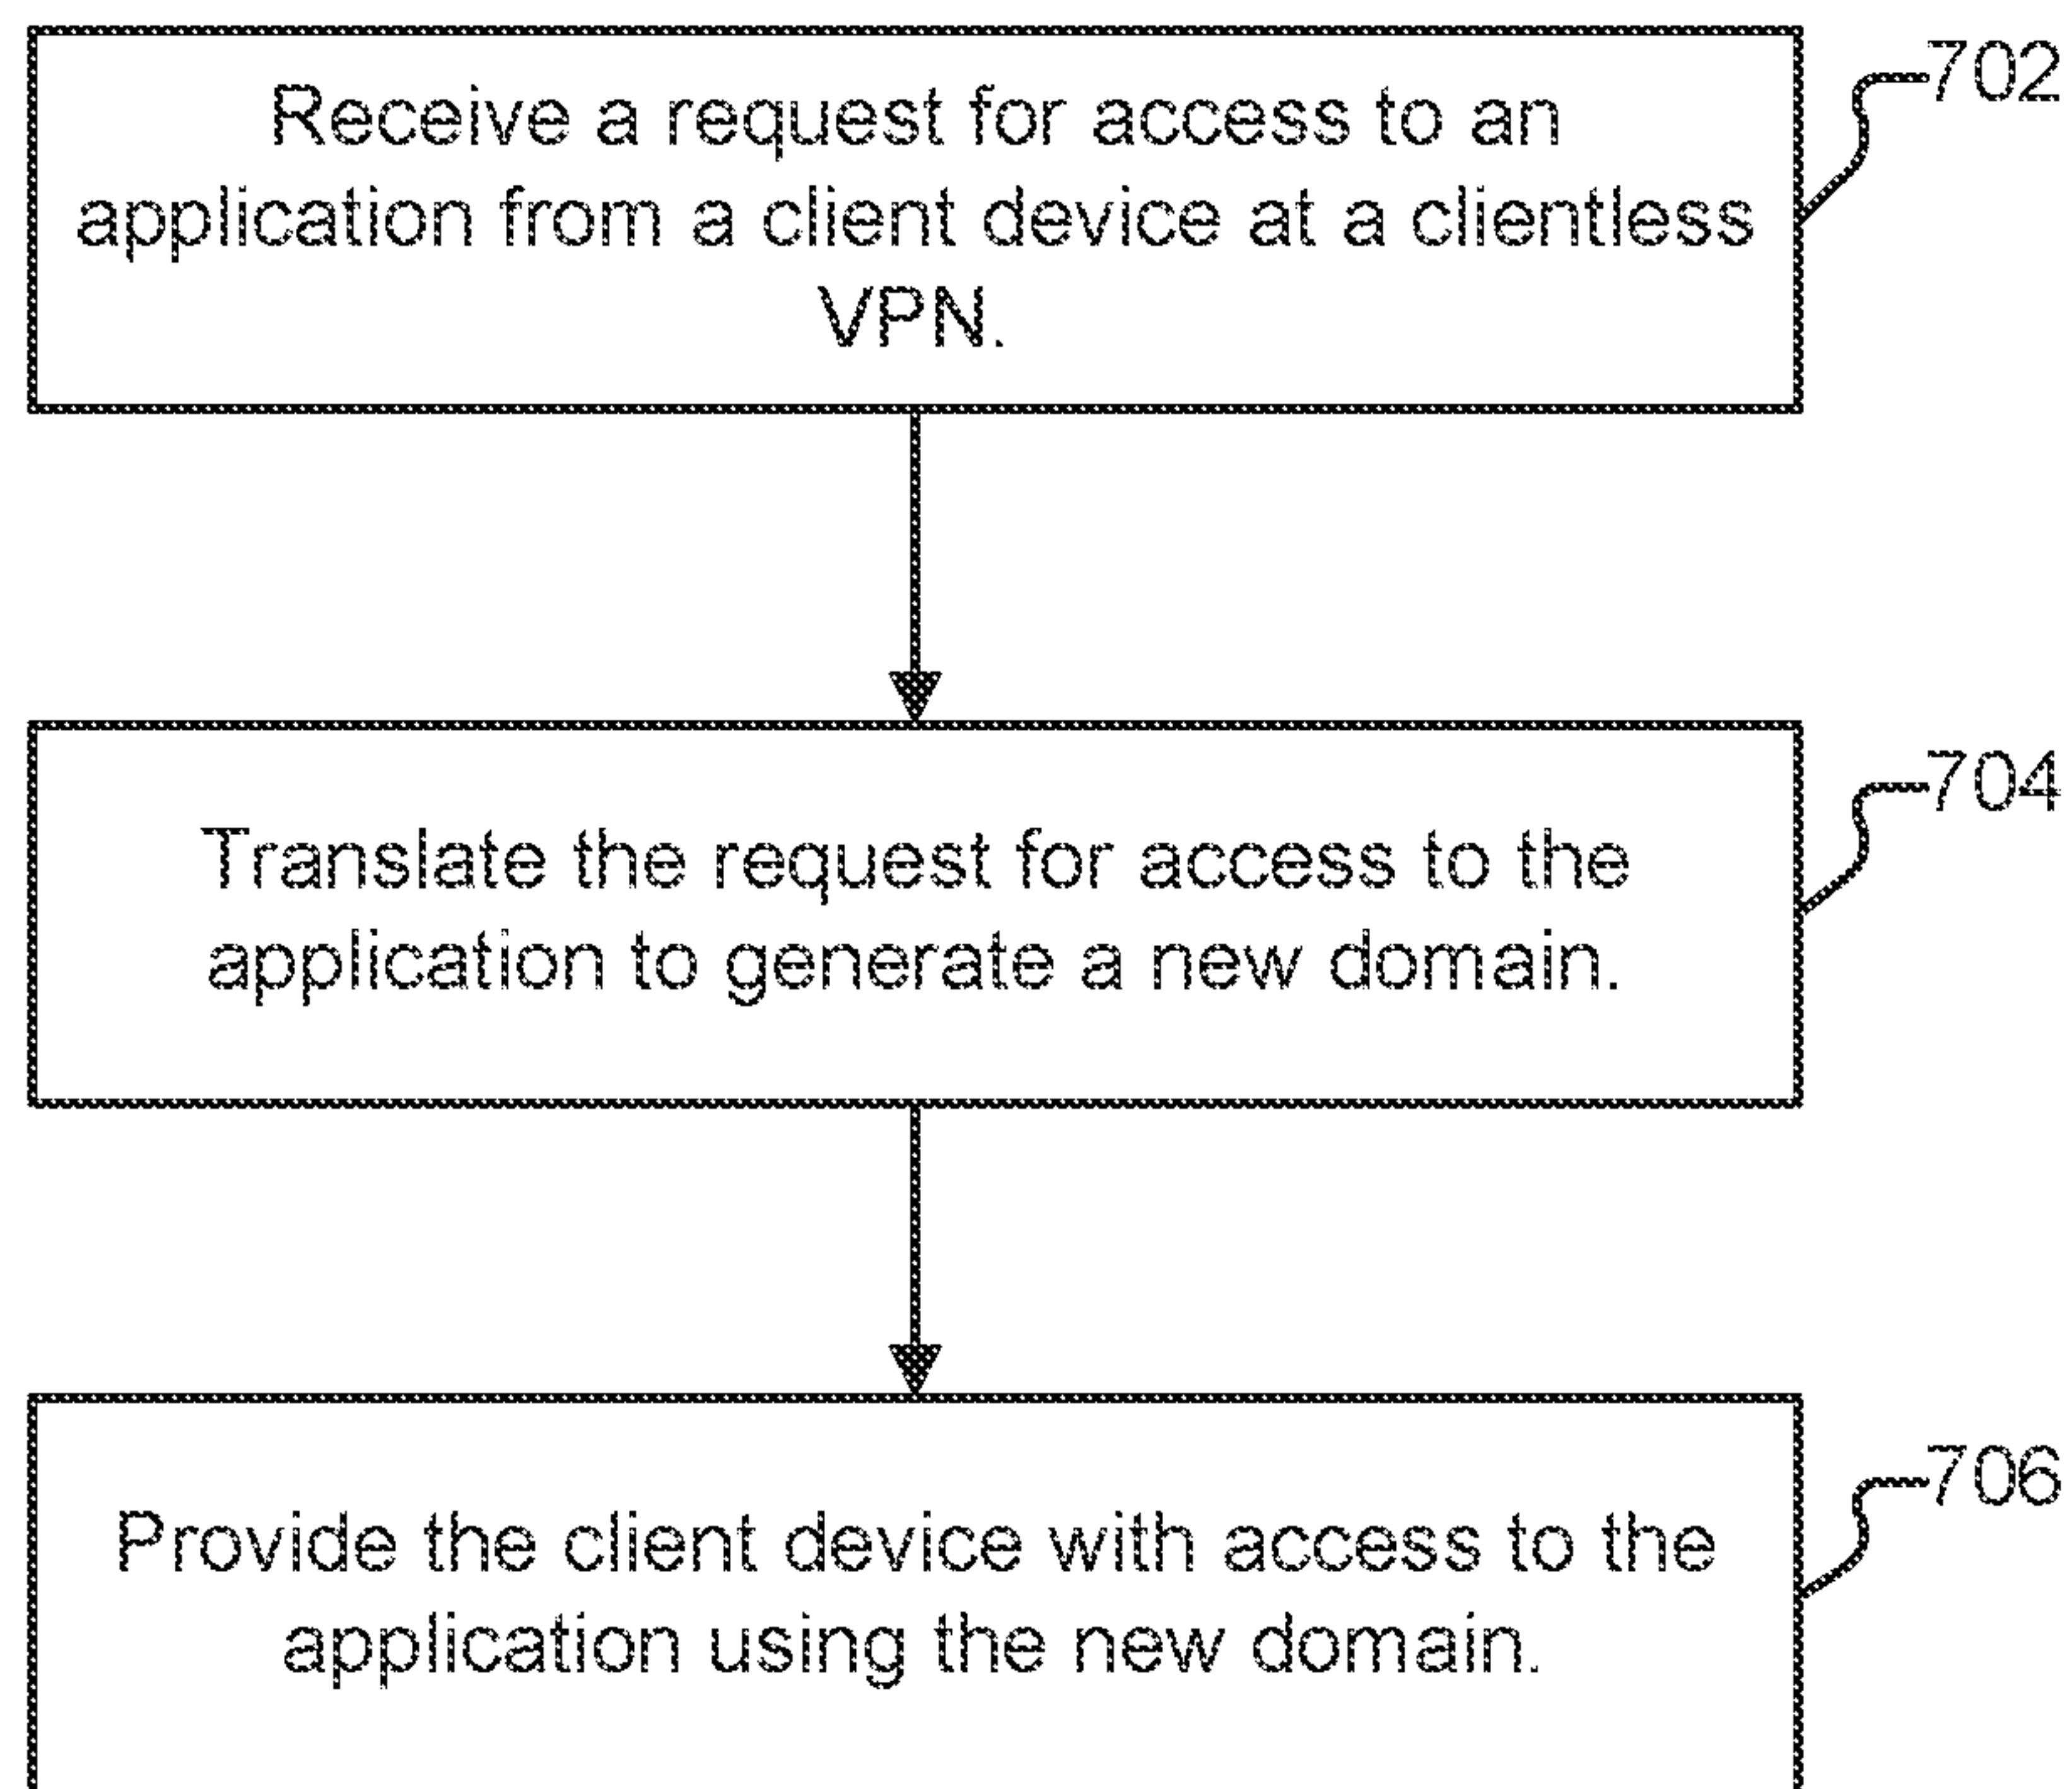 Receive a request for access to an
application from a client device at a clientless
VPN.
702
Translate the request for access to the
application to generate a new domain.
704
Provide the client device with access to the
application using the new domain.
706